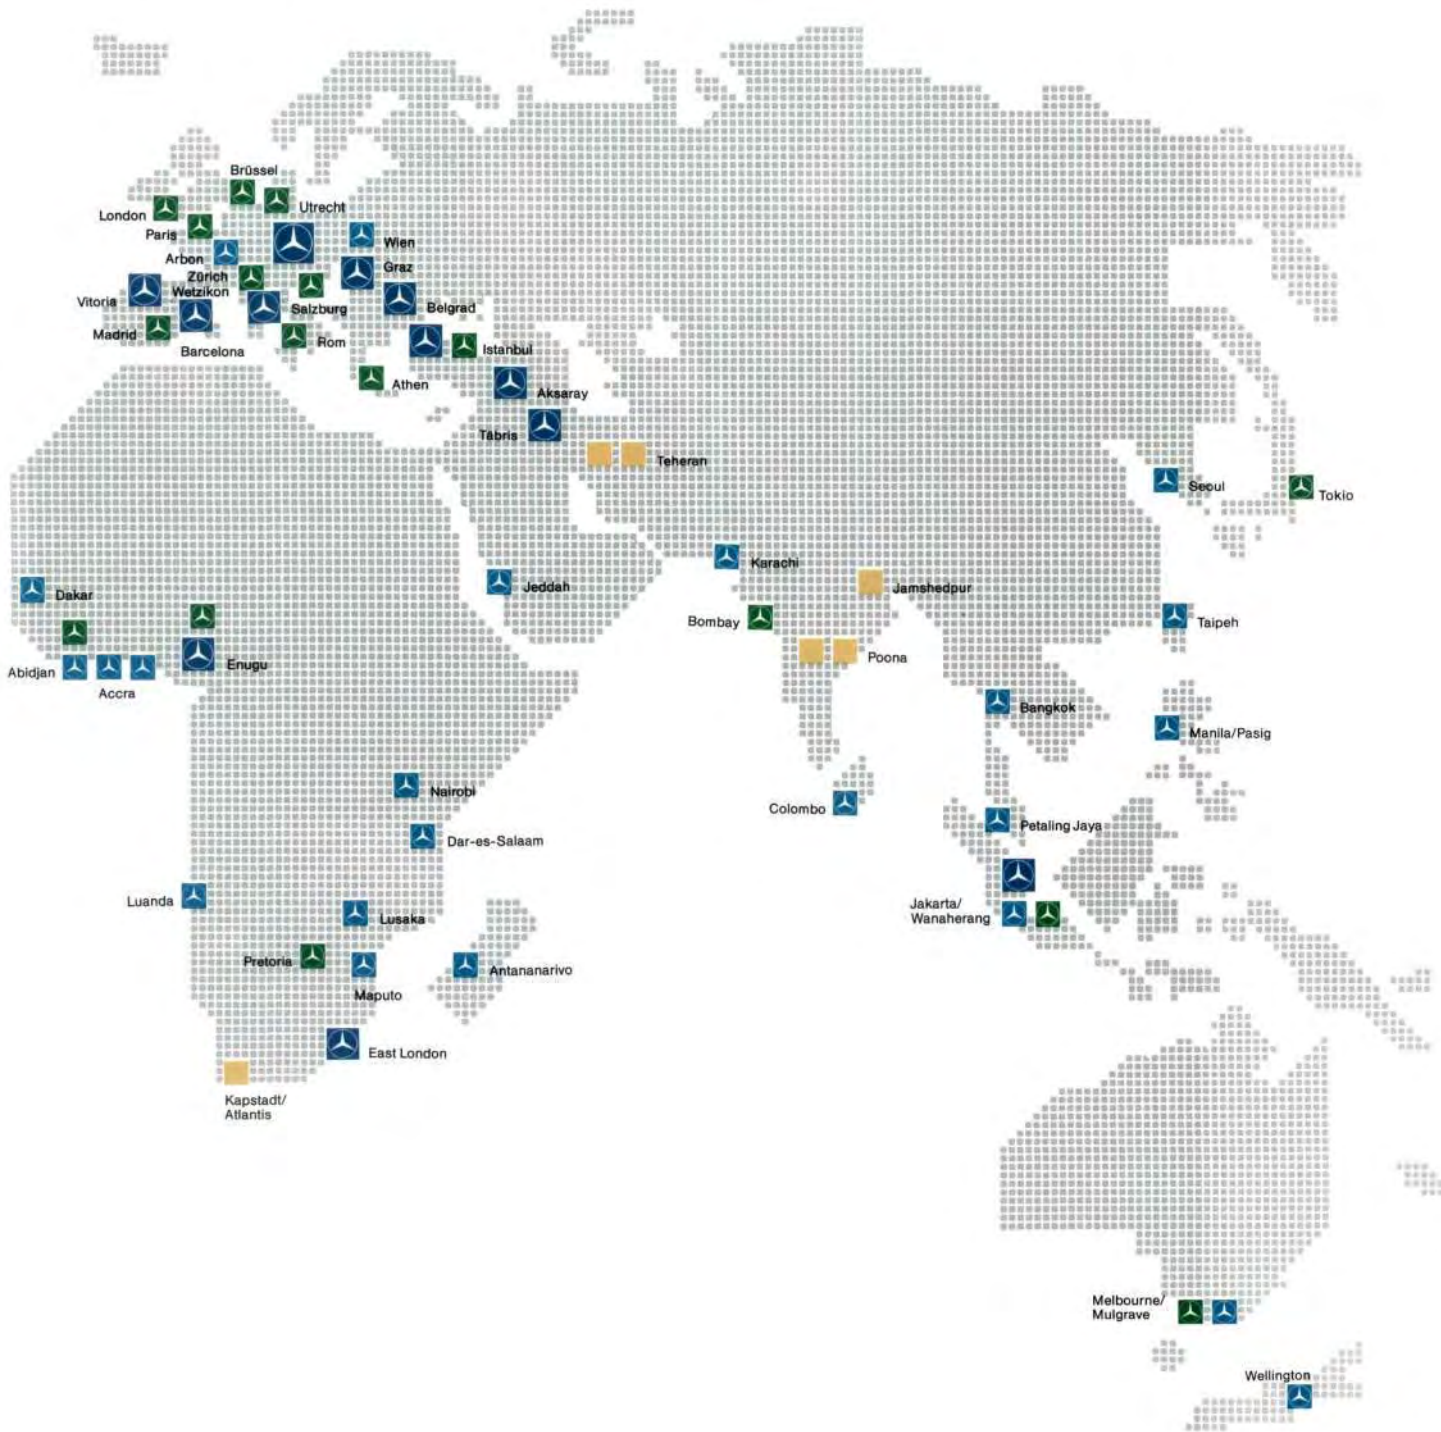 Brüssel
London
Utrecht
Paris
Wien
Arbon
Graz
Zürich
Wetzikon
Vitoria
Salzburg
Belgrad
Madrid
Rom
Istanbul
Barcelona
Athen
Aksaray
Täbris
Teheran
Seoul
Tokio
Karachi
Jeddah
Jamshedpur
Dakar
Bombay
Taipeh
Poona
Enugu
Abidjan
Accra
Bangkok
Manila/Pasig
Nairobi
Colombo
Petaling Jaya
Dar-es-Salaam
Luanda
Jakarta/
Wanaherang
Lusaka
Pretoria
Antananarivo
Maputo
East London
Kapstadt/
Atlantis
Melbourne/
Mulgrave
Wellington